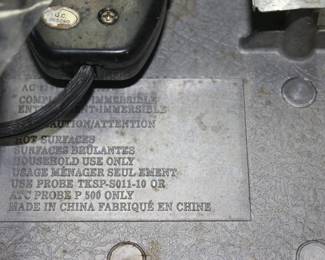 COMPLETELY IMMERSIBLE
CAUTION/ATTENTION
HOT SURFACES
SURFACES BRÛLANTES
HOUSEHOLD USE ONLY
USAGE MÉNAGER SEULEMENT
USE PROBE TKSP-S011-10 OR
ATC PROBE P 500 ONLY
MADE IN CHINA FABRIQUÉ EN CHINE